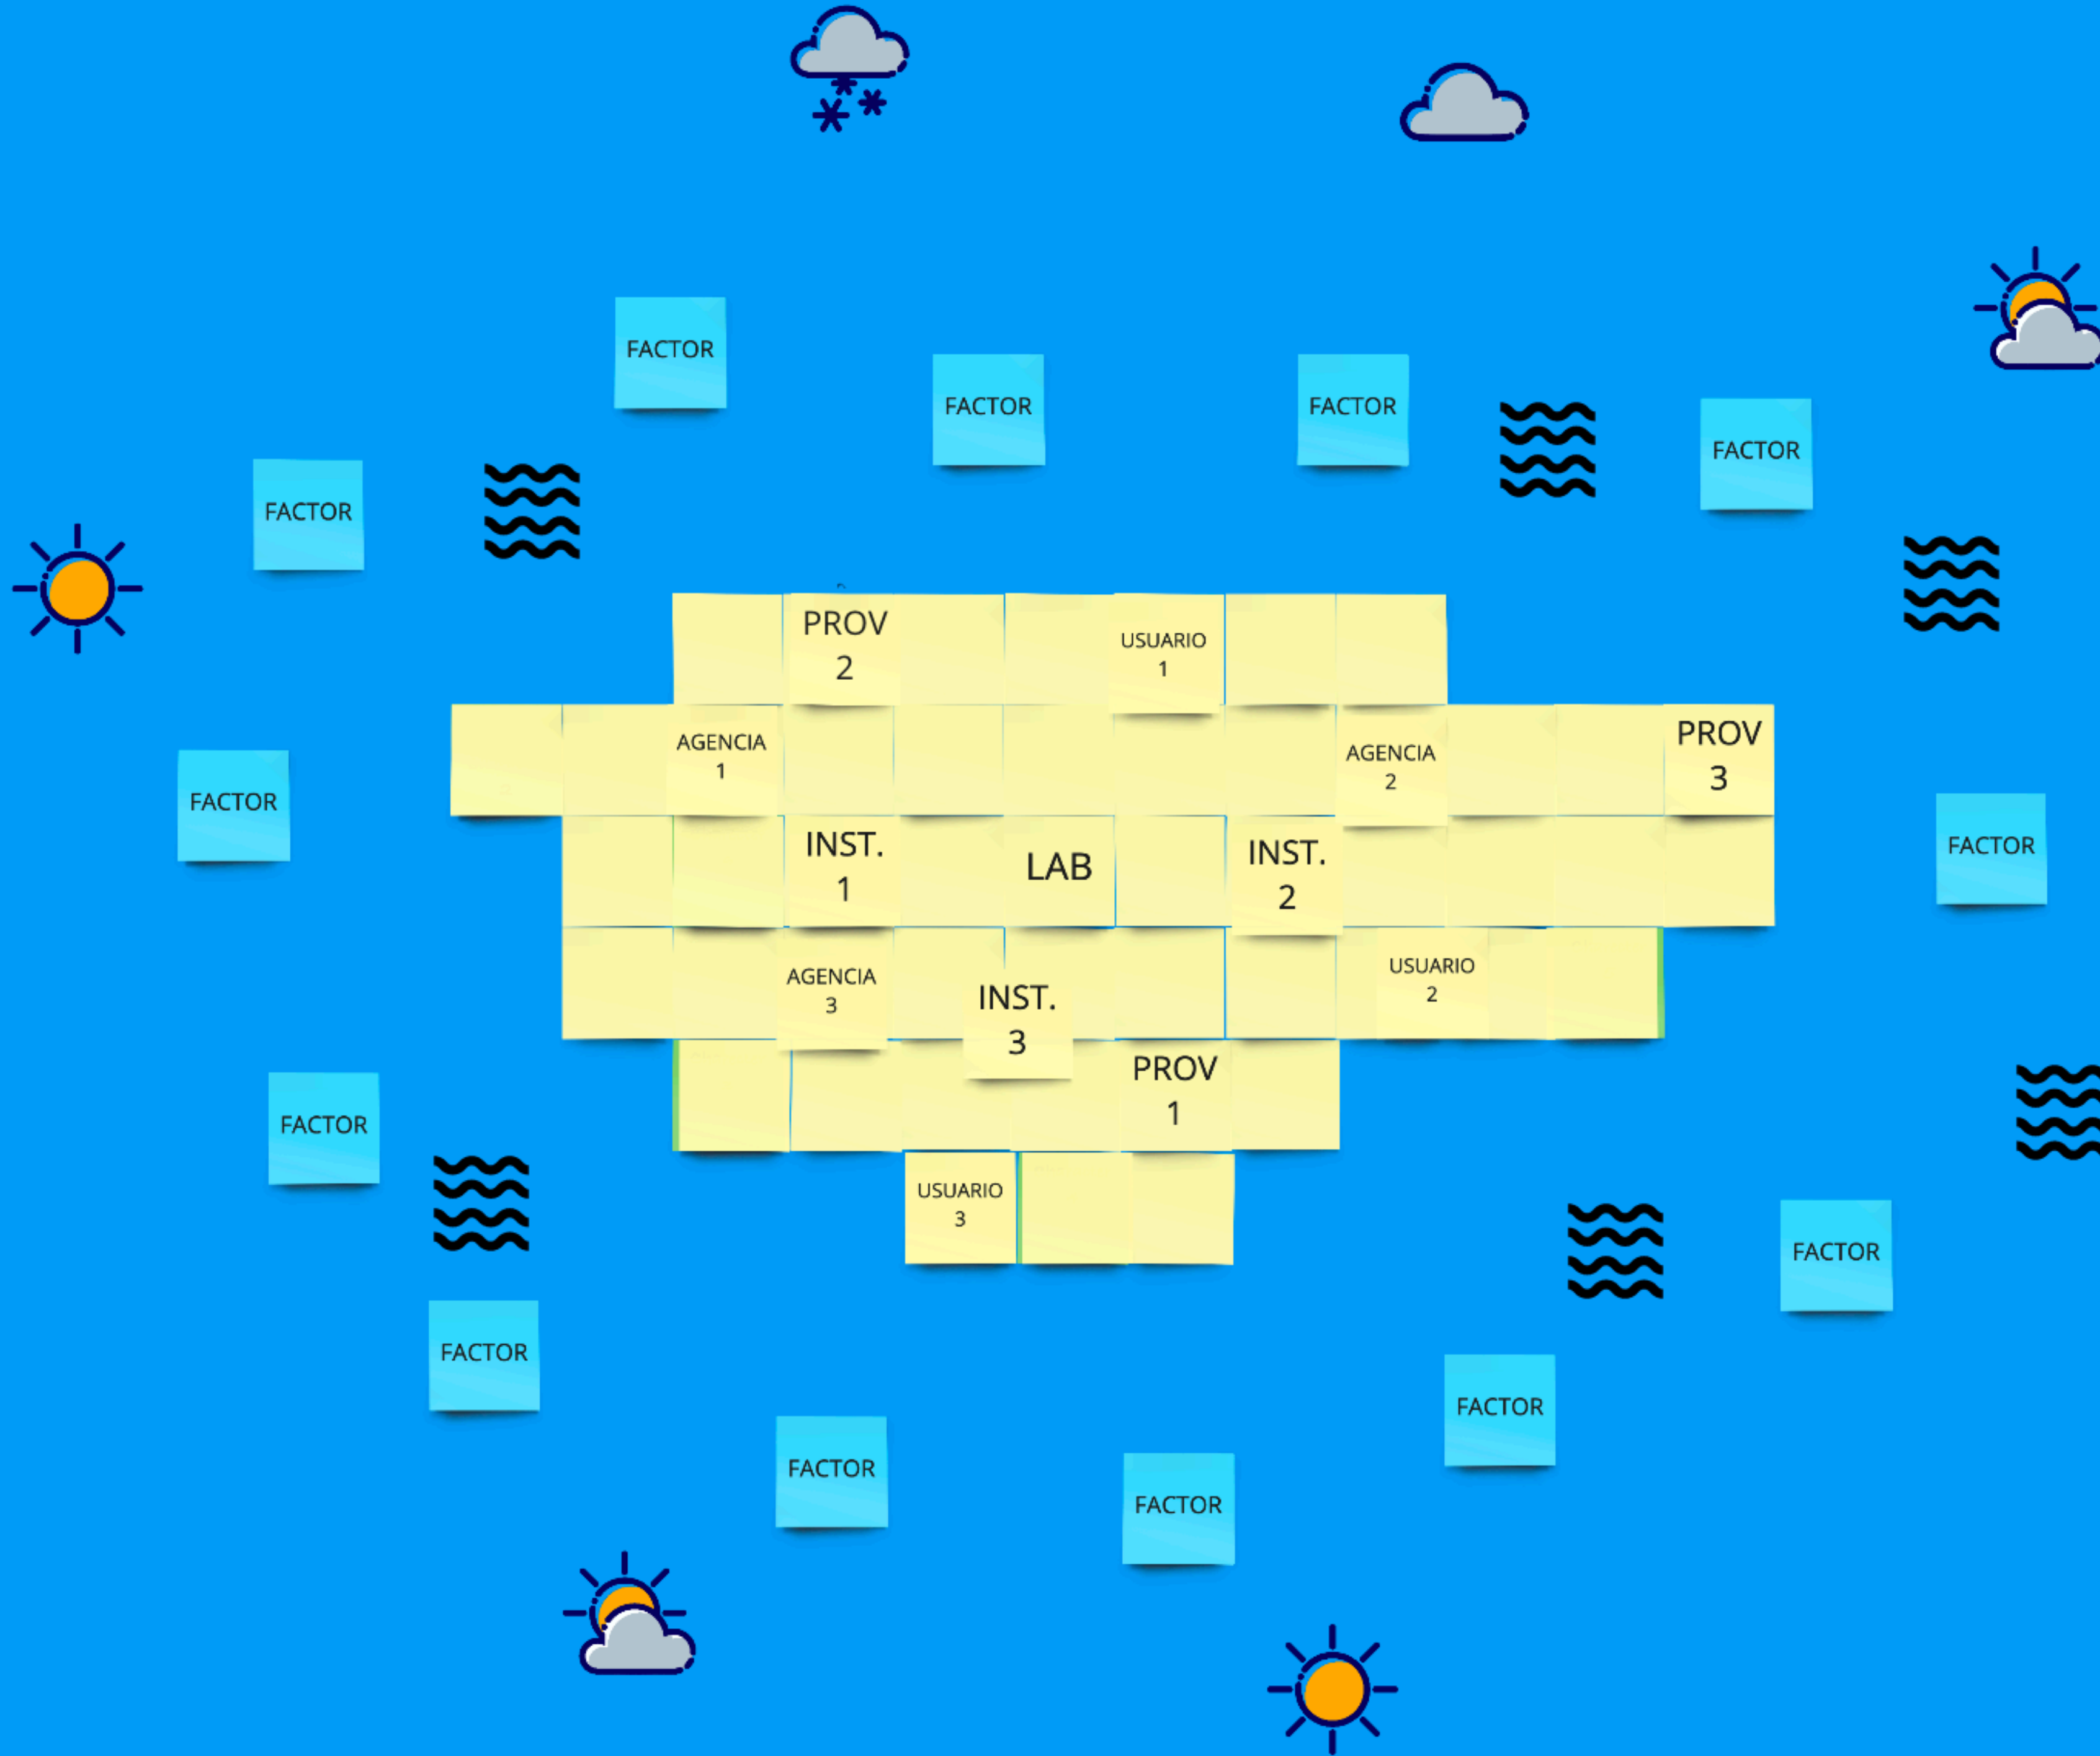 FACTOR
FACTOR
FACTOR
FACTOR
FACTOR
PROV
2
USUARIO
1
AGENCIA
1
AGENCIA
2
PROV
3
FACTOR
FACTOR
INST.
1
LAB
INST.
2
AGENCIA
3
INST.
3
USUARIO
2
PROV
1
FACTOR
USUARIO
3
FACTOR
FACTOR
FACTOR
FACTOR
FACTOR